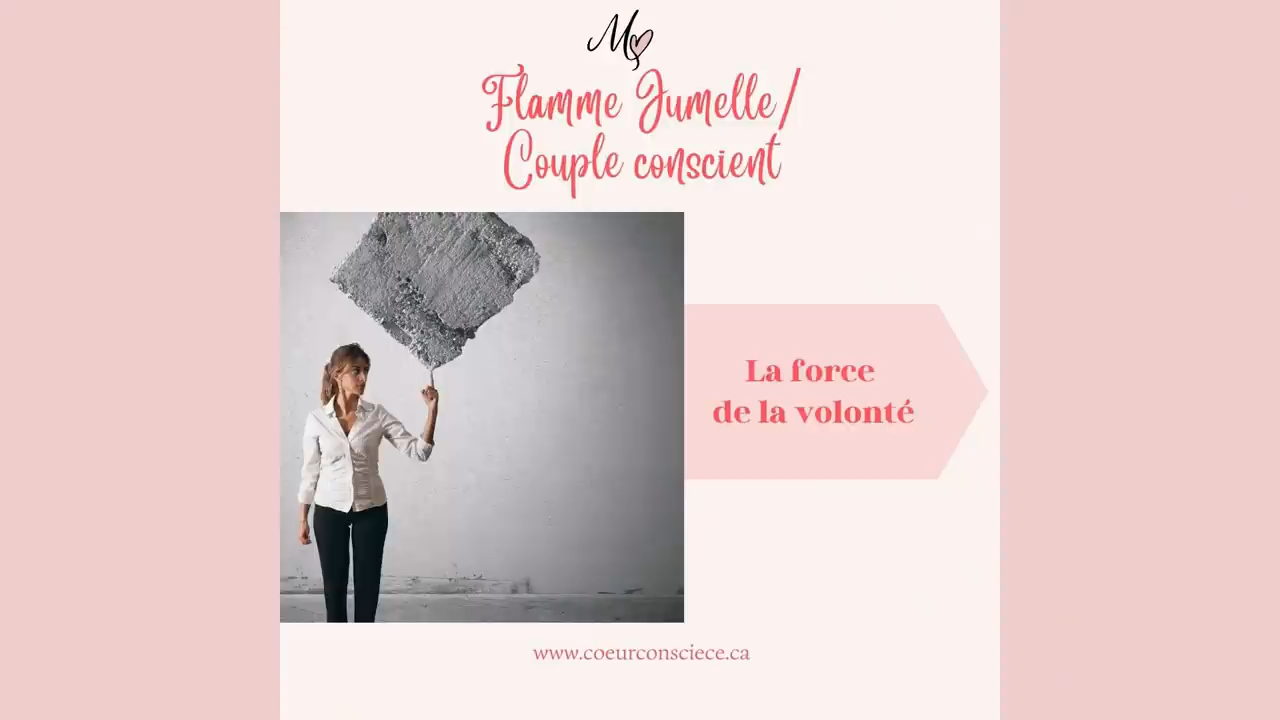 M
Flamme Jumelle/
Couple conscient
La force
de la volonté
www.coeurconsciece.ca